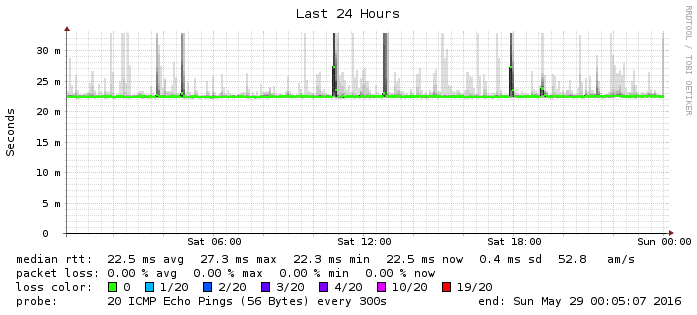 Last 24 Hours
RRDTOOL / TOBI OETIKER
Seconds
30 m
25 m
20 m
15 m
10 m
5 m
0
Sat 06:00 Sat 12:00 Sat 18:00 Sun 00:00
median rtt: 22.5 ms avg 27.3 ms max 22.3 ms min 22.5 ms now 0.4 ms sd 52.8 am/s
packet loss: 0.00 % avg 0.00 % max 0.00 % min 0.00 % now
loss color: 0 1/20 2/20 3/20 4/20 10/20 19/20
probe: 20 ICMP Echo Pings (56 Bytes) every 300s end: Sun May 29 00:05:07 2016